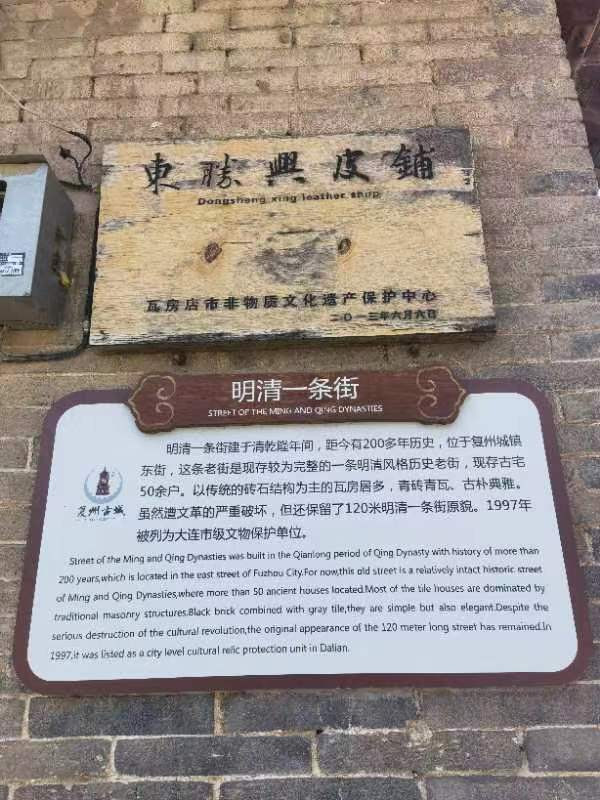 東勝興皮鋪
Dongsheng xing leather shop
瓦房店市非物质文化遗产保护中心
二〇一三年六月六日
明清一条街
STREET OF THE MING AND QING DYNASTIES
明清一条街建于清乾隆年间，距今有200多年历史，位于复州城镇
东街，这条老街是现存较为完整的一条明清风格历史老街，现存古宅
50余户。以传统的砖石结构为主的瓦房居多，青砖青瓦、古朴典雅。
虽然遭文革的严重破坏，但还保留了120米明清一条街原貌。1997年
被列为大连市级文物保护单位。
复州古城
Street of the Ming and Qing Dynasties was built in the Qianlong period of Qing Dynasty with history of more than
200 years,which is located in the east street of Fuzhou City.For now,this old street is a relatively intact historic street
of Ming and Qing Dynasties,where more than 50 ancient houses located.Most of the tile houses are dominated by
traditional masonry structures.Black brick combined with gray tile,they are simple but also elegant.Despite the
serious destruction of the cultural revolution,the original appearance of the 120 meter long street has remained.In
1997,it was listed as a city level cultural relic protection unit in Dalian.